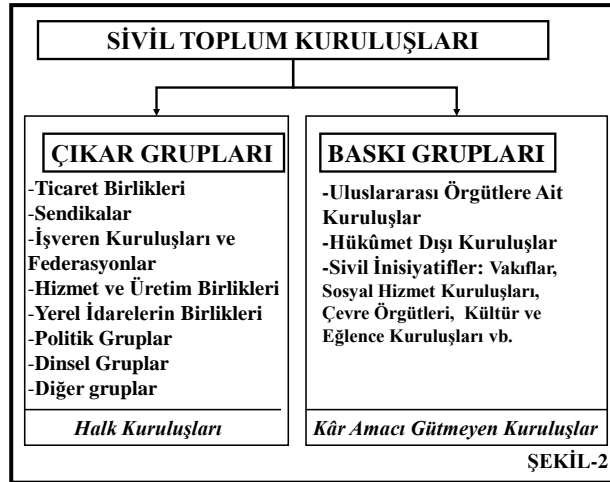 SİVİL TOPLUM KURULUŞLARI
ÇIKAR GRUPLARI
-Ticaret Birlikleri
-Sendikalar
-İşveren Kuruluşları ve
Federasyonlar
-Hizmet ve Üretim Birlikleri
-Yerel İdarelerin Birlikleri
-Politik Gruplar
-Dinsel Gruplar
-Diğer gruplar
Halk Kuruluşları
BASKI GRUPLARI
-Uluslararası Örgütlere Ait
Kuruluşlar
-Hükûmet Dışı Kuruluşlar
-Sivil İnisiyatifler: Vakıflar,
Sosyal Hizmet Kuruluşları,
Çevre Örgütleri, Kültür ve
Eğlence Kuruluşları vb.
Kâr Amacı Gütmeyen Kuruluşlar
ŞEKİL-2